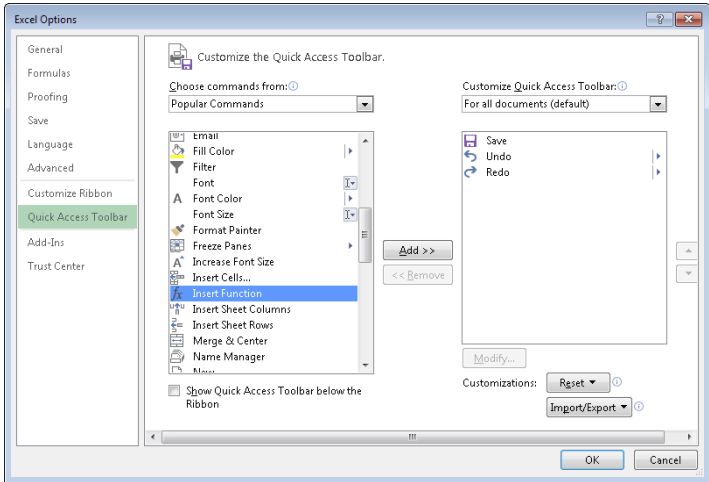 Excel Options
General
Formulas
Proofing
Save
Language
Advanced
Customize Ribbon
Quick Access Toolbar
Add-Ins
Trust Center
Customize the Quick Access Toolbar.
Choose commands from:
Popular Commands
Email
Fill Color
Filter
Font
Font Color
Font Size
Format Painter
Freeze Panes
Increase Font Size
Insert Cells...
Insert Function
Insert Sheet Columns
Insert Sheet Rows
Merge & Center
Name Manager
New
Show Quick Access Toolbar below the
Ribbon
Add >>
<< Remove
Customize Quick Access Toolbar:
For all documents (default)
Save
Undo
Redo
Modify...
Customizations:
Reset
Import/Export
OK
Cancel